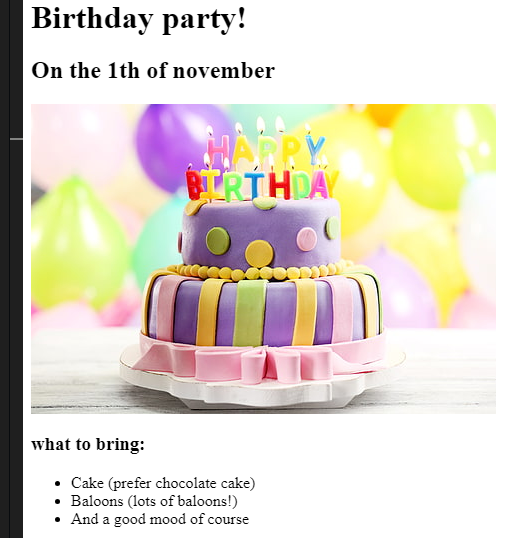 Birthday party!
On the 1th of november
HAPPY
BIRTHDAY
what to bring:
Cake (prefer chocolate cake)
Baloons (lots of baloons!)
And a good mood of course